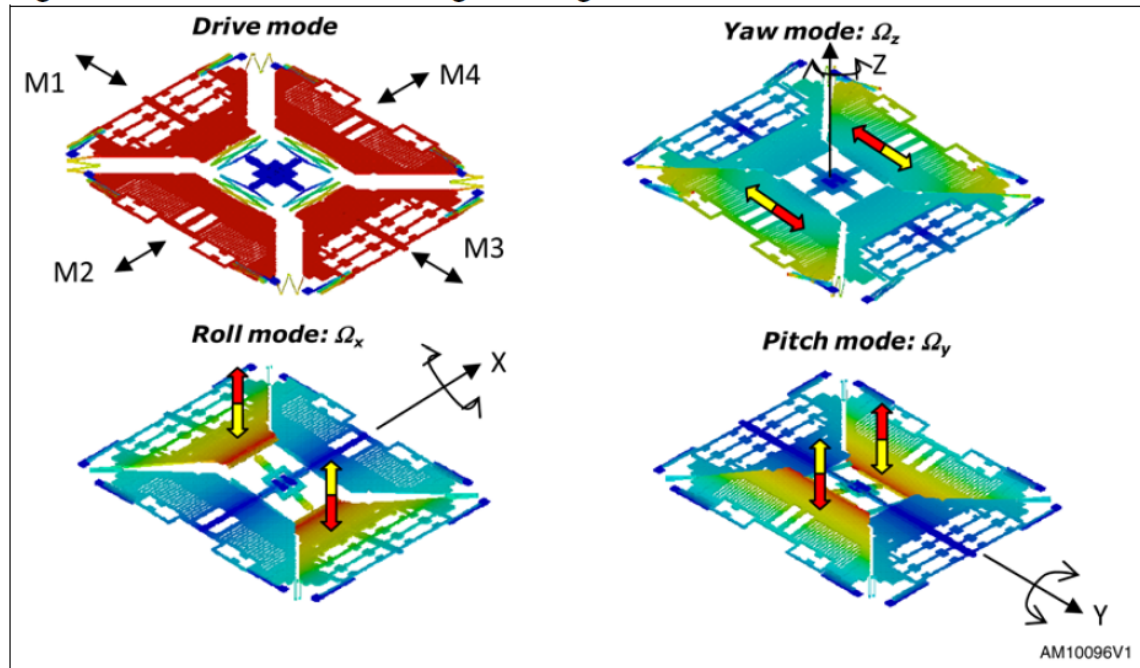 Drive mode
Yaw mode: Ωz
M1
M4
Z
M2
M3
Roll mode: Ωx
Pitch mode: Ωy
X
Y
AM10096V1